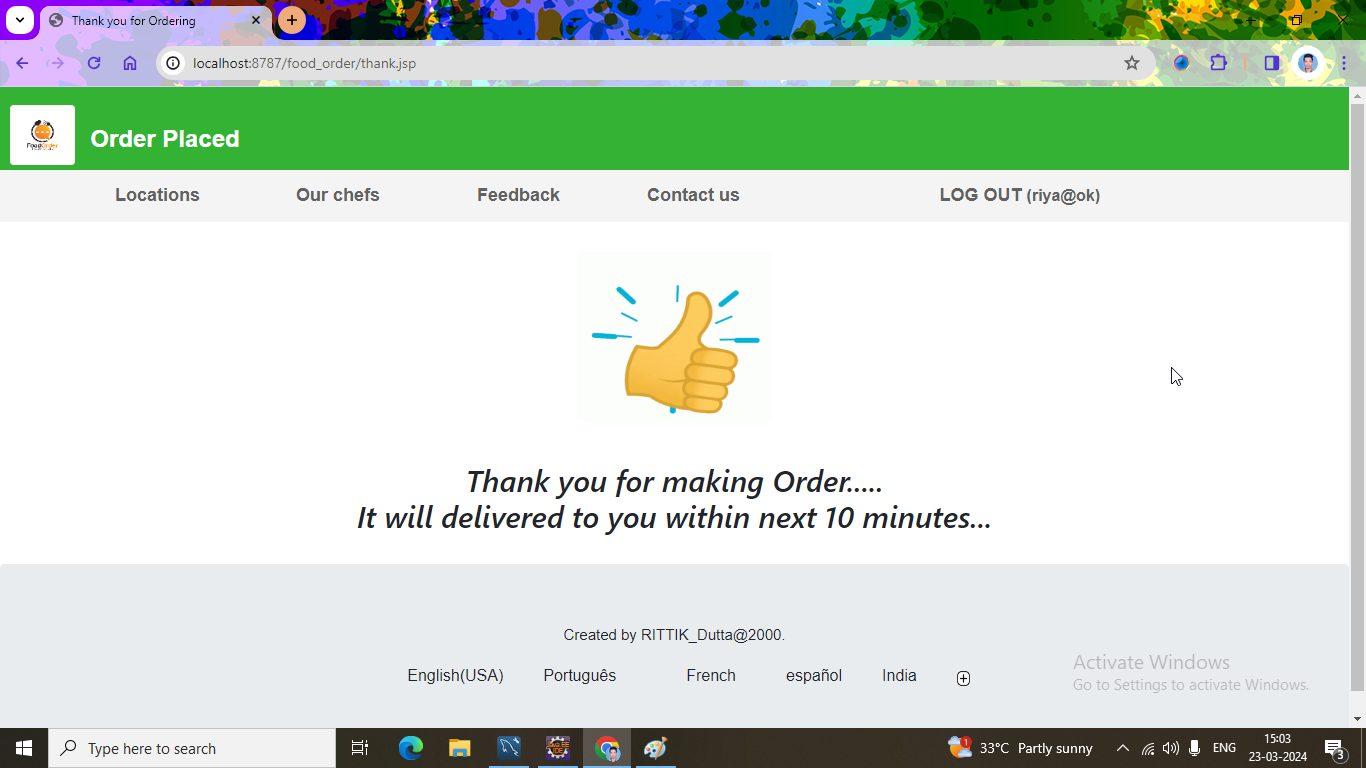 Thank you for Ordering
localhost:8787/food_order/thank.jsp
FoodOrder
Order Placed
Locations Our chefs Feedback Contact us LOG OUT (riya@ok)
Thank you for making Order.....
It will delivered to you within next 10 minutes...
Created by RITTIK_Dutta@2000.
English(USA) Português French español India
Activate Windows
Go to Settings to activate Windows.
Type here to search
33°C Partly sunny
ENG
15:03
23-03-2024
1
3